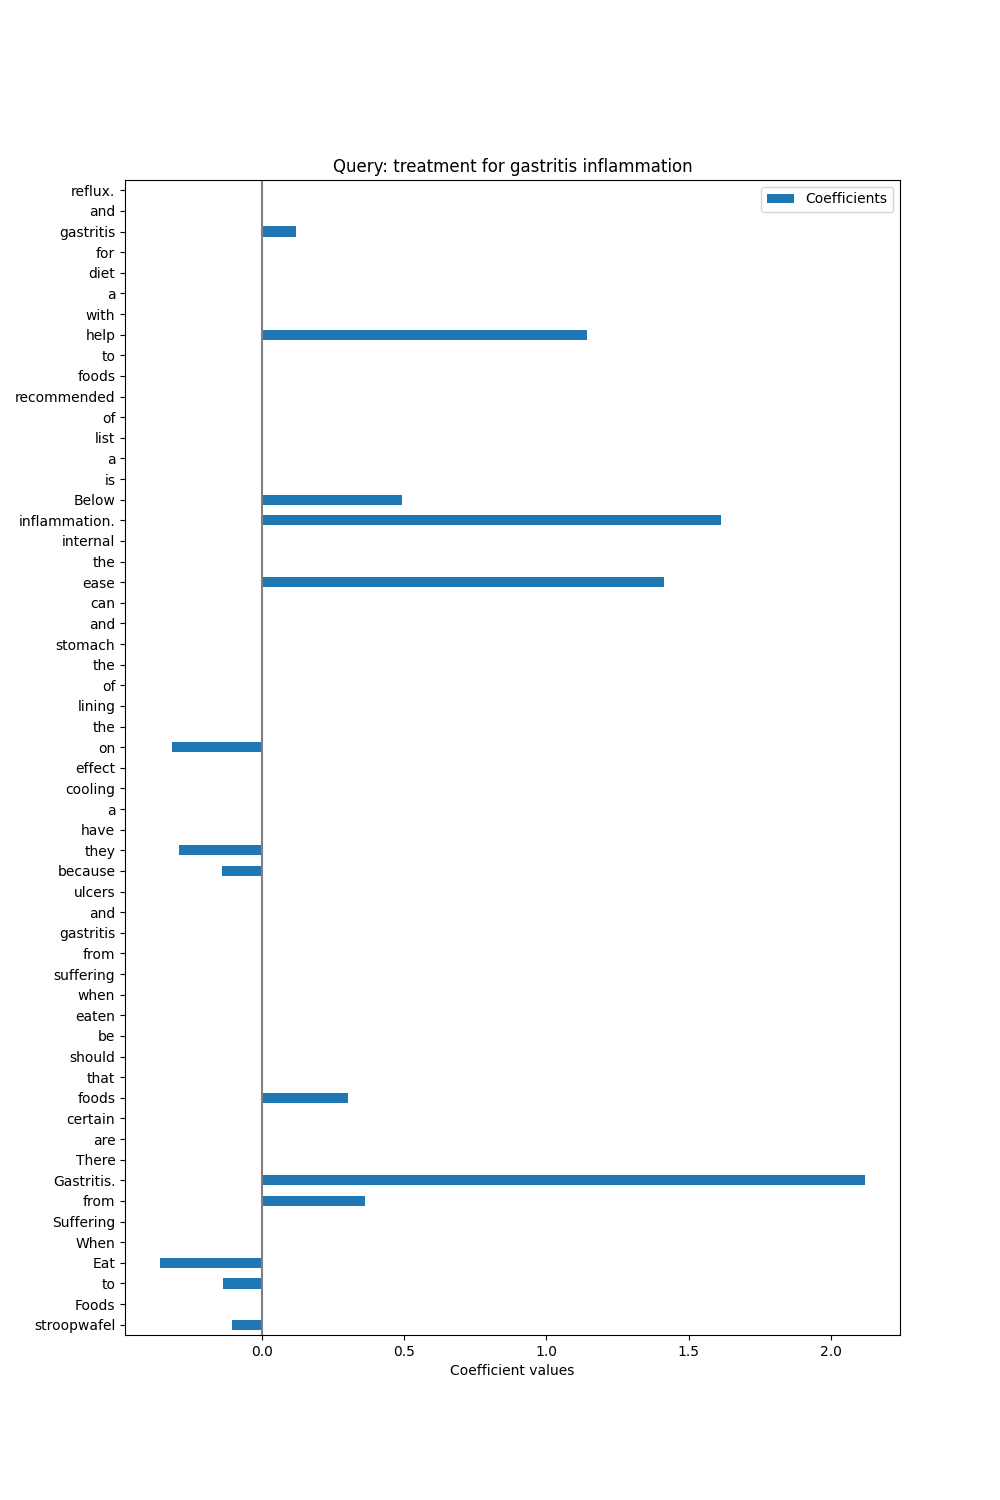 Query: treatment for gastritis inflammation
Coefficients
reflux.
and
gastritis
for
diet
a
with
help
to
foods
recommended
of
list
a
is
Below
inflammation.
internal
the
ease
can
and
stomach
the
of
lining
the
on
effect
cooling
a
have
they
because
ulcers
and
gastritis
from
suffering
when
eaten
be
should
that
foods
certain
are
There
Gastritis.
from
Suffering
When
Eat
to
Foods
stroopwafel
0.0 0.5 1.0 1.5 2.0
Coefficient values